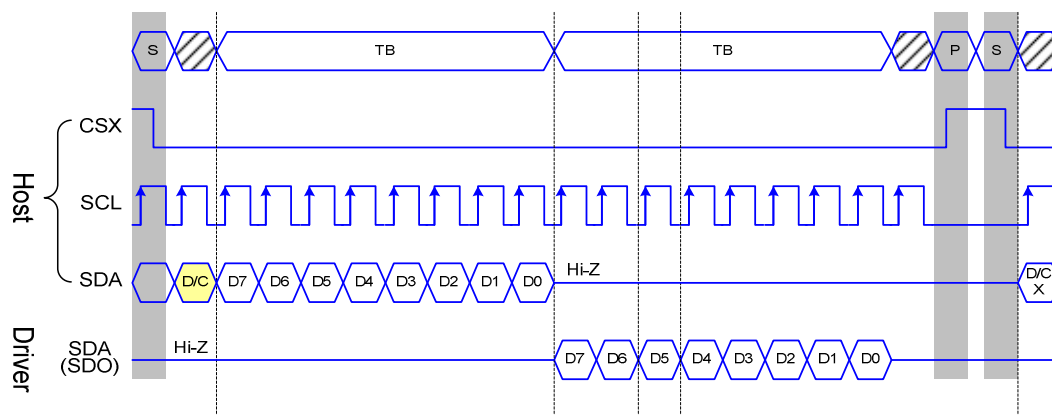 S TB TB P S
CSX
Host
SCL
SDA D/C D7 D6 D5 D4 D3 D2 D1 D0 Hi-Z D/C
X
Driver
SDA Hi-Z D7 D6 D5 D4 D3 D2 D1 D0
(SDO)